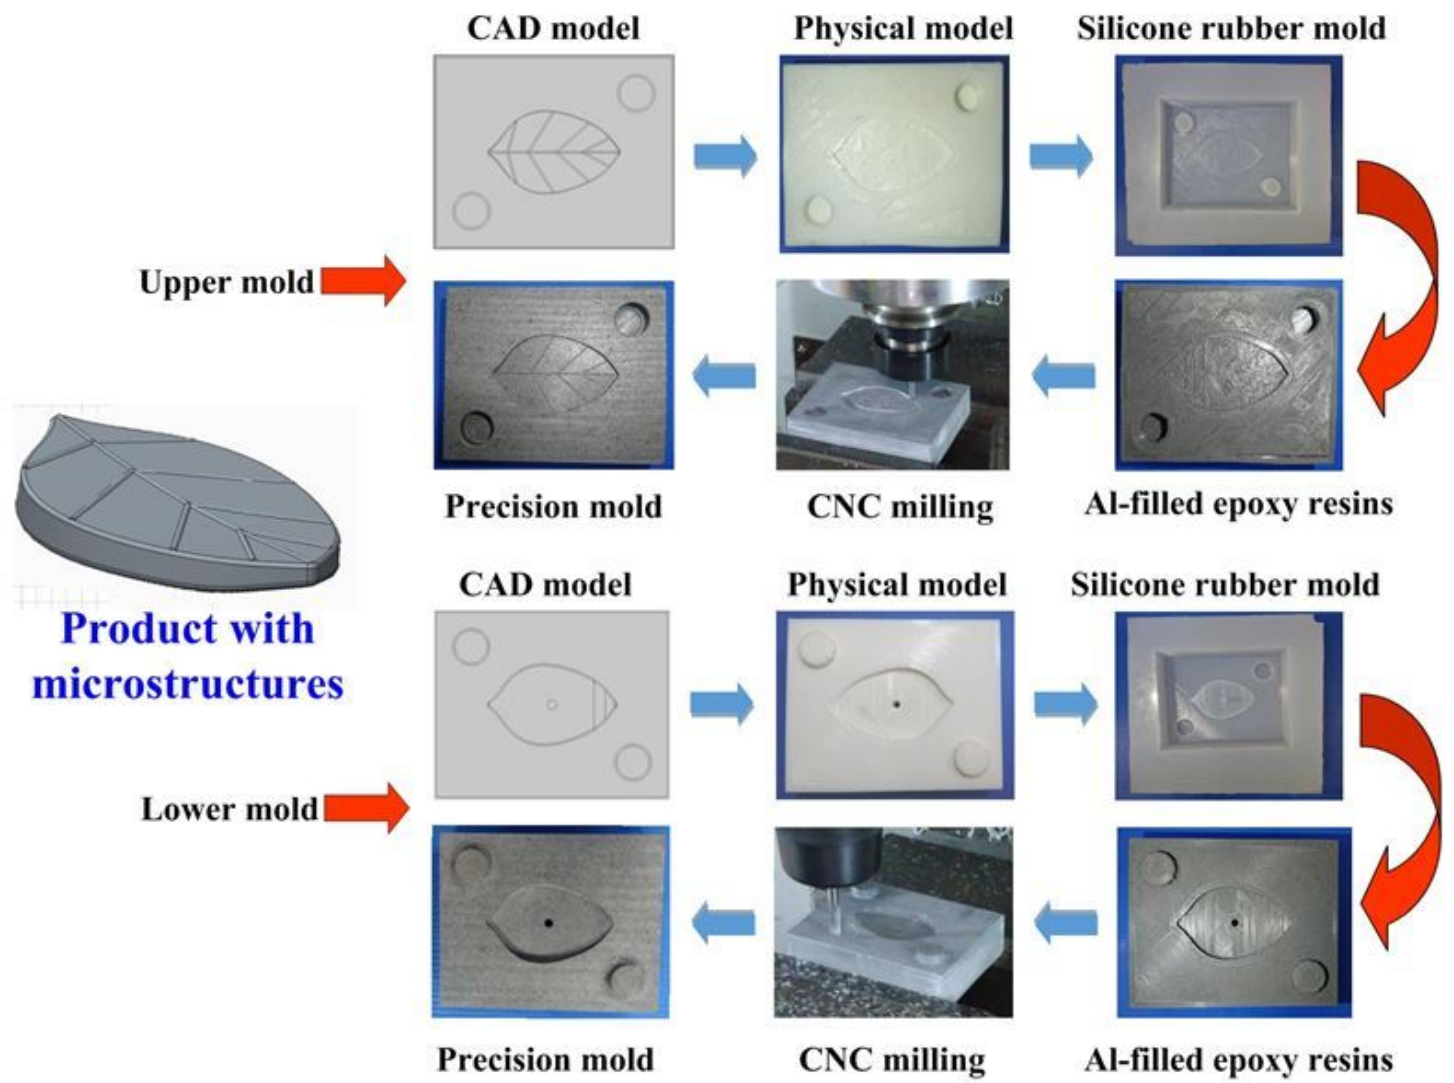 CAD model
Physical model
Silicone rubber mold
Upper mold
Precision mold
CNC milling
Al-filled epoxy resins
Product with
microstructures
CAD model
Physical model
Silicone rubber mold
Lower mold
Precision mold
CNC milling
Al-filled epoxy resins